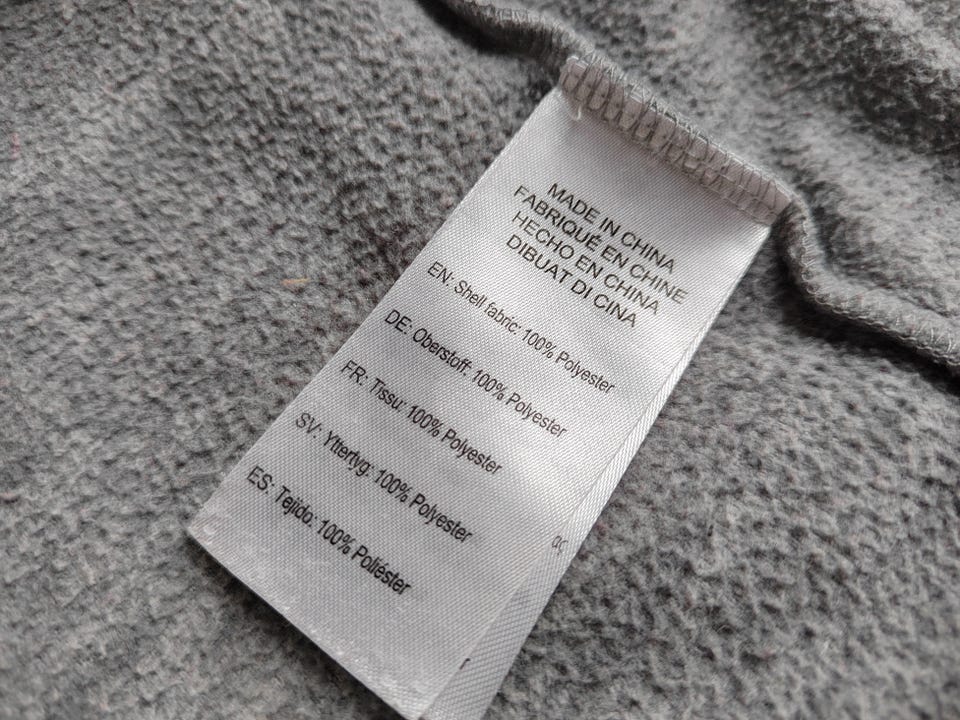 MADE IN CHINA
FABRIQUÉ EN CHINE
HECHO EN CHINA
DIBUAT DI CINA
EN: Shell fabric: 100% Polyester
DE: Oberstoff: 100% Polyester
FR: Tissu: 100% Polyester
SV: Yttertyg: 100% Polyester
ES: Tejido: 100% Poliéster